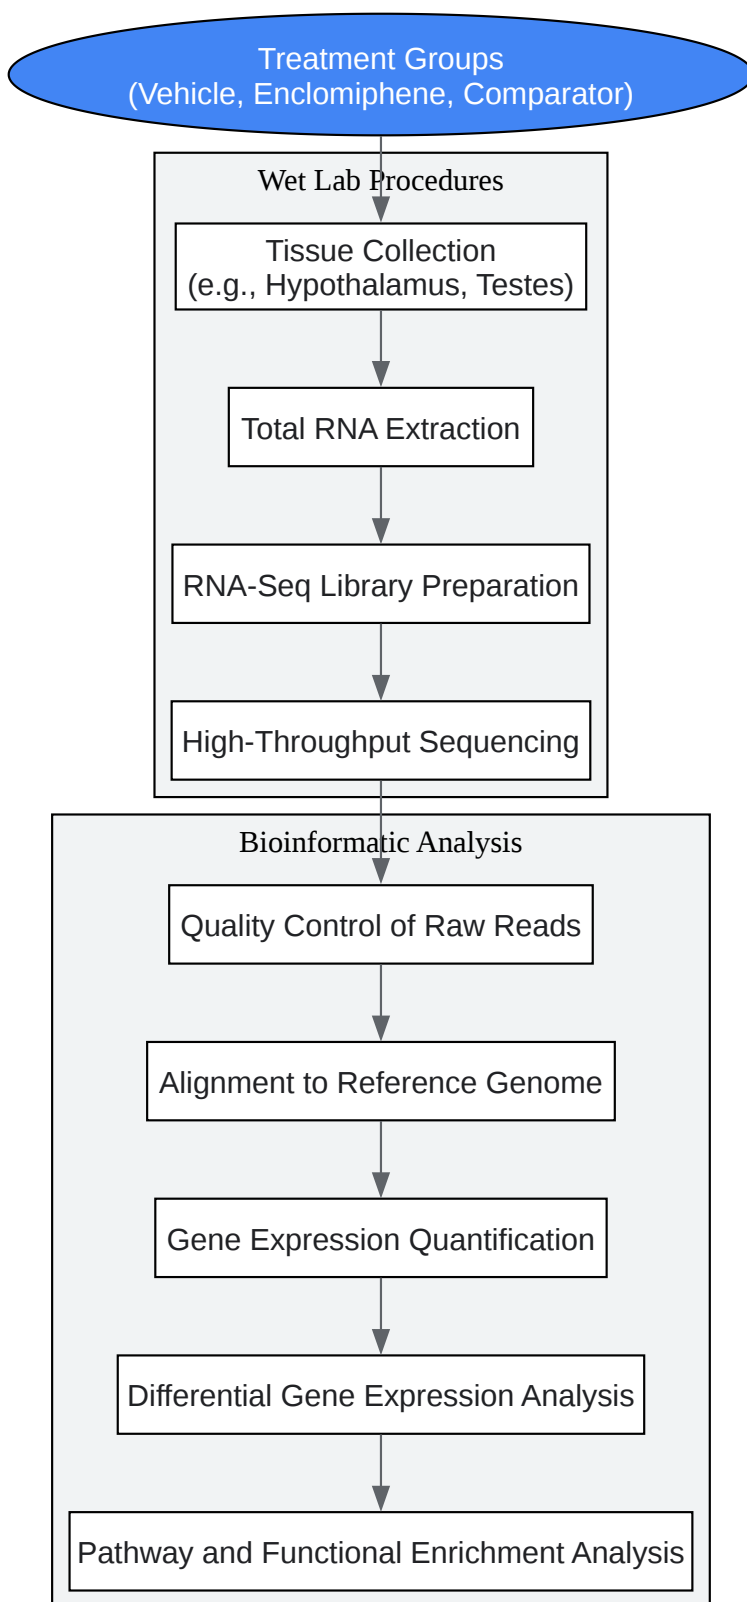 Treatment Groups
(Vehicle, Enclomiphene, Comparator)
Wet Lab Procedures
Tissue Collection
(e.g., Hypothalamus, Testes)
Total RNA Extraction
RNA-Seq Library Preparation
High-Throughput Sequencing
Bioinformatic Analysis
Quality Control of Raw Reads
Alignment to Reference Genome
Gene Expression Quantification
Differential Gene Expression Analysis
Pathway and Functional Enrichment Analysis